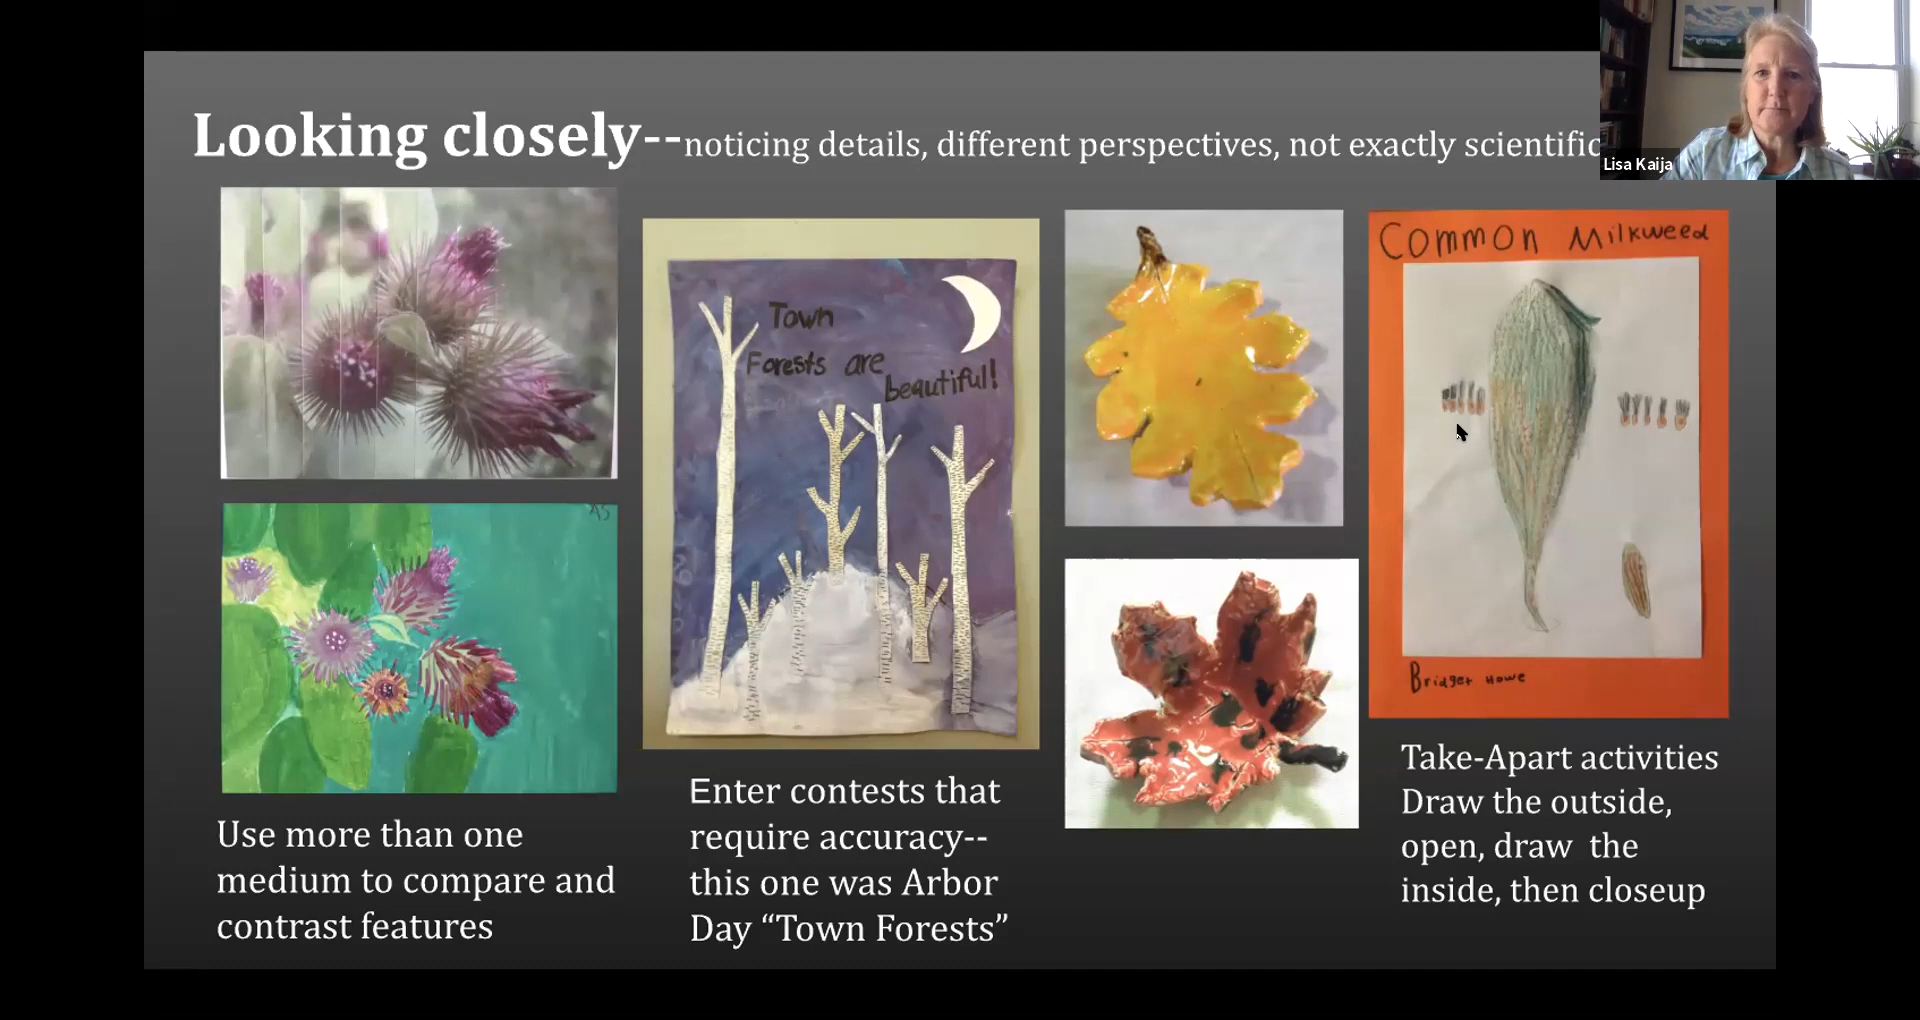 Looking closely--noticing details, different perspectives, not exactly scientific
Lisa Kaija
AS
Town
Forests are
beautiful!
Common Milkweed
Bridget Howe
Use more than one
medium to compare and
contrast features
Enter contests that
require accuracy--
this one was Arbor
Day “Town Forests”
Take-Apart activities
Draw the outside,
open, draw  the
inside, then closeup